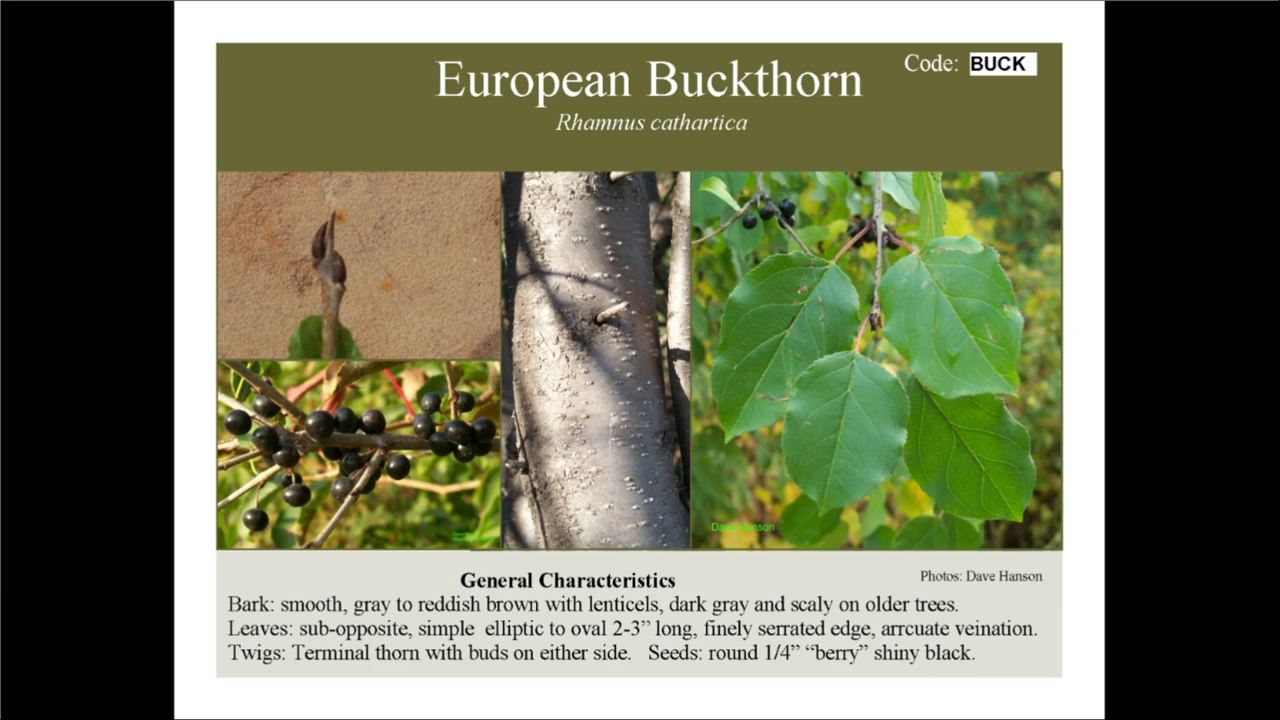 European Buckthorn
Code: BUCK
Rhamnus cathartica
Dave Hanson
General Characteristics
Photos: Dave Hanson
Bark: smooth, gray to reddish brown with lenticels, dark gray and scaly on older trees.
Leaves: sub-opposite, simple elliptic to oval 2-3” long, finely serrated edge, arrcuate veination.
Twigs: Terminal thorn with buds on either side. Seeds: round 1/4” “berry” shiny black.